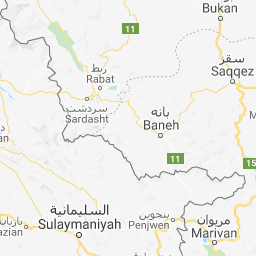 Bukan
11
ربط
Rabat
سقز
Saqqez
سردشت
Sardasht
بانه
Baneh
11
15
السليمانية
Sulaymaniyah
پنجوین
Penjwen
مریوان
Marivan